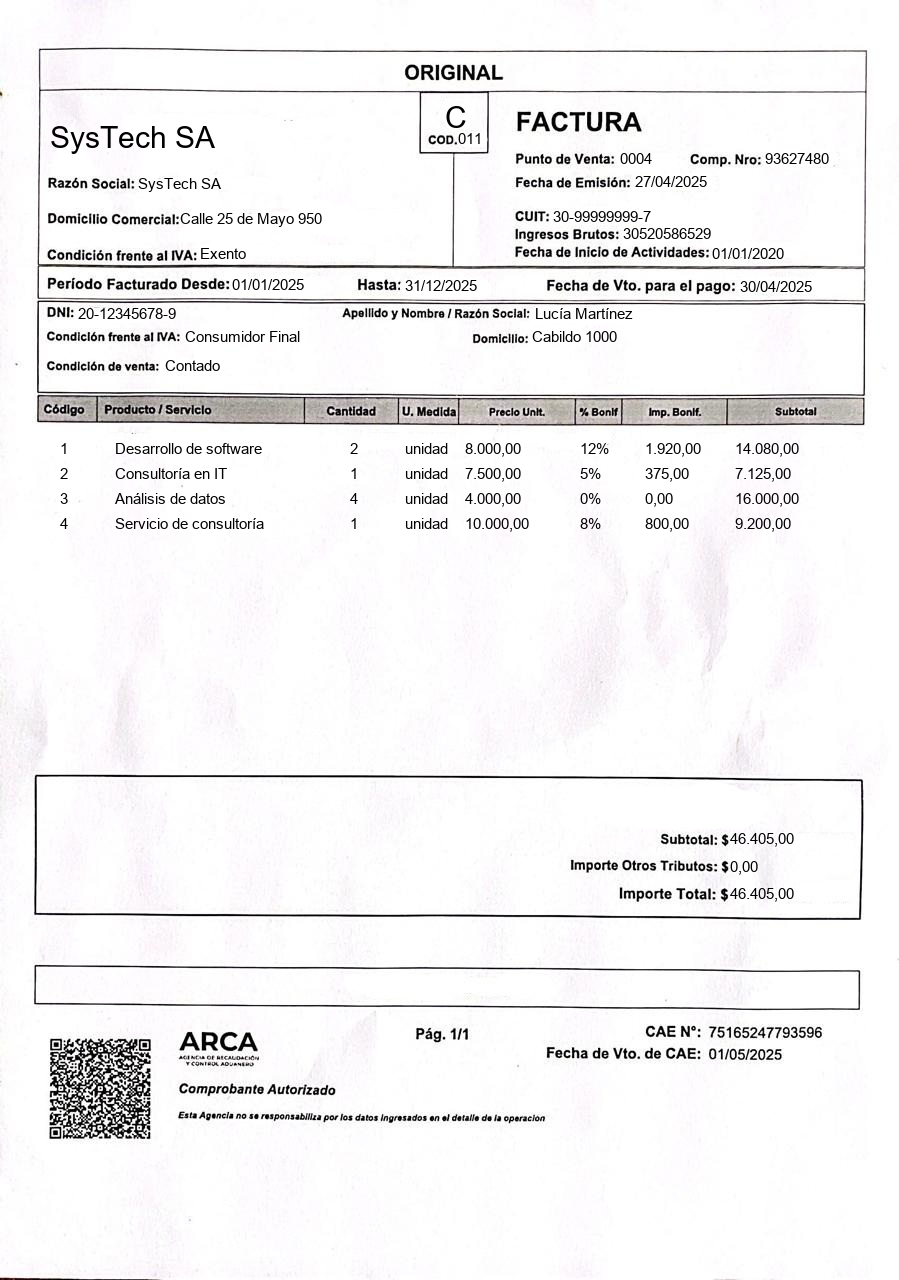 ORIGINAL
C
COD.011
SysTech SA
FACTURA
Punto de Venta: 0004 Comp. Nro: 93627480
Razón Social: SysTech SA
Fecha de Emisión: 27/04/2025
Domicilio Comercial:Calle 25 de Mayo 950
CUIT: 30-99999999-7
Ingresos Brutos: 30520586529
Condición frente al IVA: Exento
Fecha de Inicio de Actividades: 01/01/2020
Período Facturado Desde: 01/01/2025 Hasta: 31/12/2025 Fecha de Vto. para el pago: 30/04/2025
DNI: 20-12345678-9 Apellido y Nombre / Razón Social: Lucía Martínez
Condición frente al IVA: Consumidor Final Domicilio: Cabildo 1000
Condición de venta: Contado
Código Producto / Servicio Cantidad U. Medida Precio Unit. % Bonif Imp. Bonif. Subtotal
1 Desarrollo de software 2 unidad 8.000,00 12% 1.920,00 14.080,00
2 Consultoría en IT 1 unidad 7.500,00 5% 375,00 7.125,00
3 Análisis de datos 4 unidad 4.000,00 0% 0,00 16.000,00
4 Servicio de consultoría 1 unidad 10.000,00 8% 800,00 9.200,00
Subtotal: $46.405,00
Importe Otros Tributos: $0,00
Importe Total: $46.405,00
ARCA
AGENCIA DE RECAUDACIÓN
Y CONTROL ADUANERO
Pág. 1/1
CAE N°: 75165247793596
Fecha de Vto. de CAE: 01/05/2025
Comprobante Autorizado
Esta Agencia no se responsabiliza por los datos ingresados en el detalle de la operación